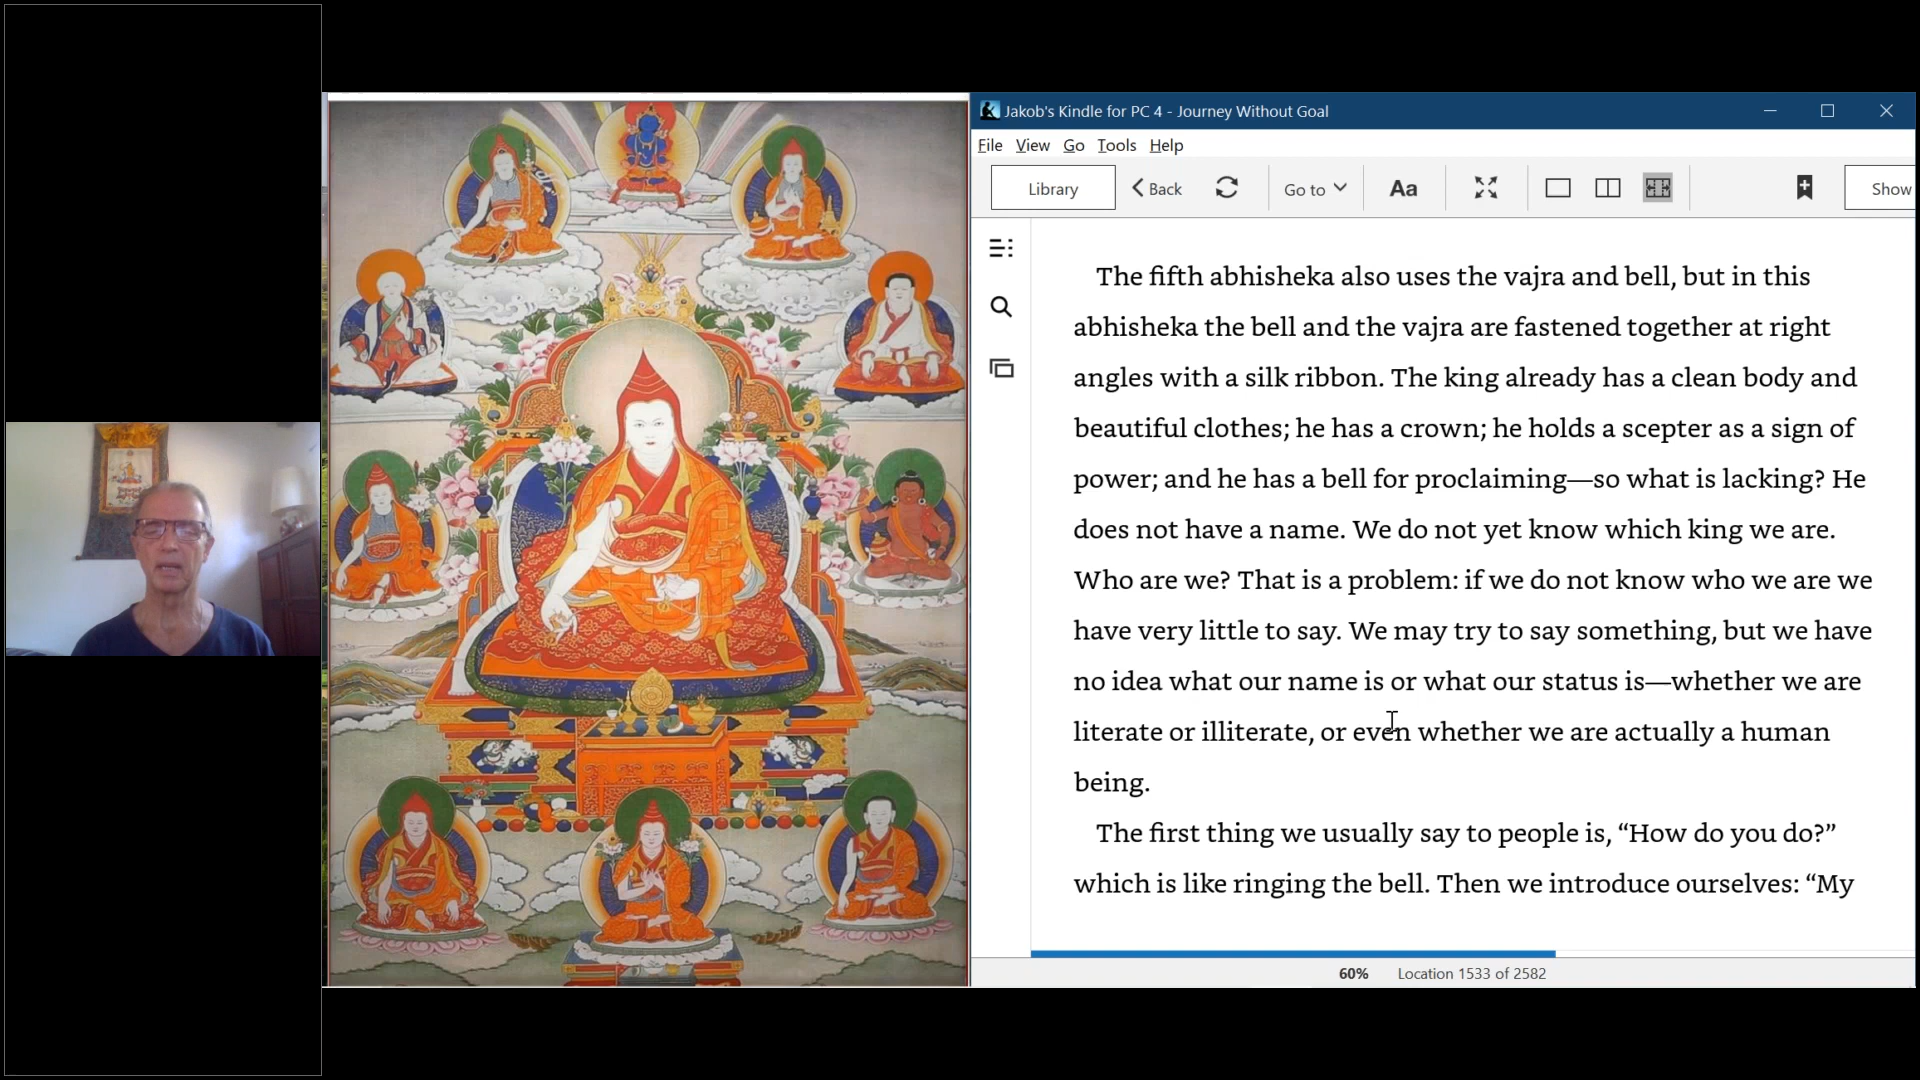 Jakob's Kindle for PC 4 - Journey Without Goal
File View Go Tools Help
Library Back Go to Aa Show
The fifth abhisheka also uses the vajra and bell, but in this
abhisheka the bell and the vajra are fastened together at right
angles with a silk ribbon. The king already has a clean body and
beautiful clothes; he has a crown; he holds a scepter as a sign of
power; and he has a bell for proclaiming—so what is lacking? He
does not have a name. We do not yet know which king we are.
Who are we? That is a problem: if we do not know who we are we
have very little to say. We may try to say something, but we have
no idea what our name is or what our status is—whether we are
literate or illiterate, or even whether we are actually a human
being.
The first thing we usually say to people is, “How do you do?”
which is like ringing the bell. Then we introduce ourselves: “My
60% Location 1533 of 2582